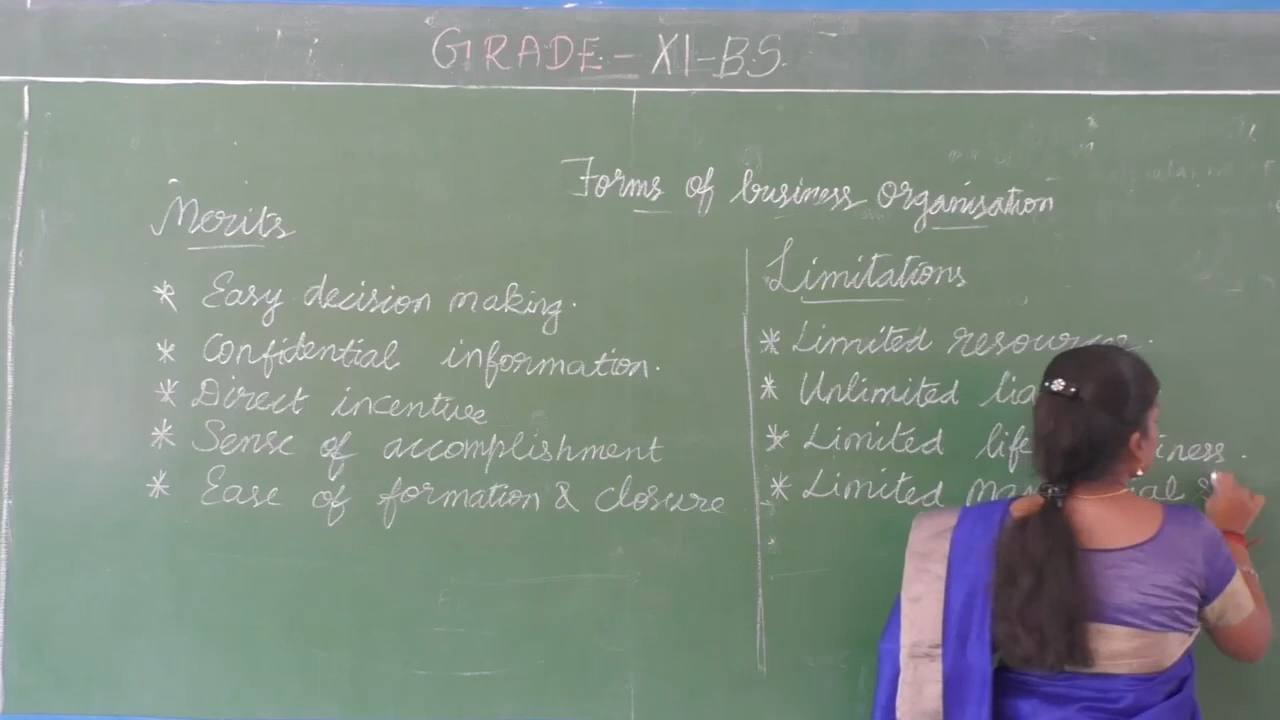 GRADE - XI-B.S.
Forms of business organisation
Merits
* Easy decision making.
* Confidential information.
* Direct incentive
* Sense of accomplishment
* Ease of formation & closure
Limitations
* Limited
* Unlimited
* Limited
* Limited